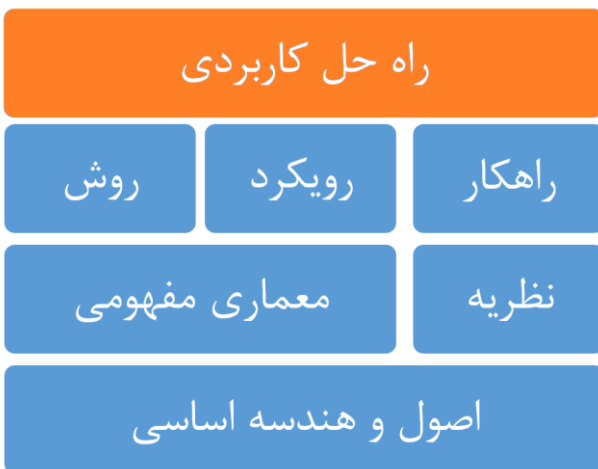 راه حل کاربردی
راهکار
رویکرد
روش
نظریه
معماری مفهومی
اصول و هندسه اساسی